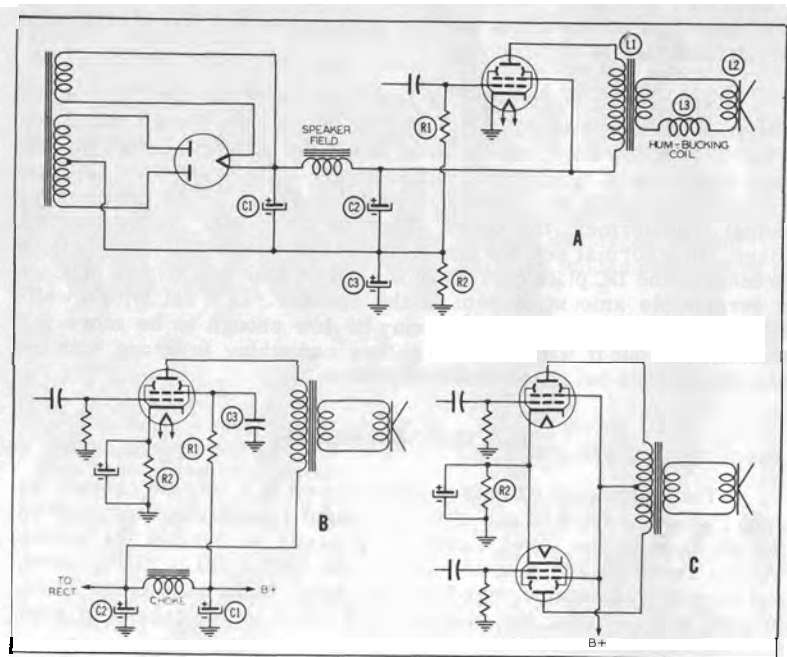 L1
L2
L3
R1
SPEAKER
FIELD
HUM-BUCKING
COIL
C1
C2
A
C3
R2
C3
R1
R2
B
TO
RECT.
CHOKE
B+
C2
C1
R2
C
B+